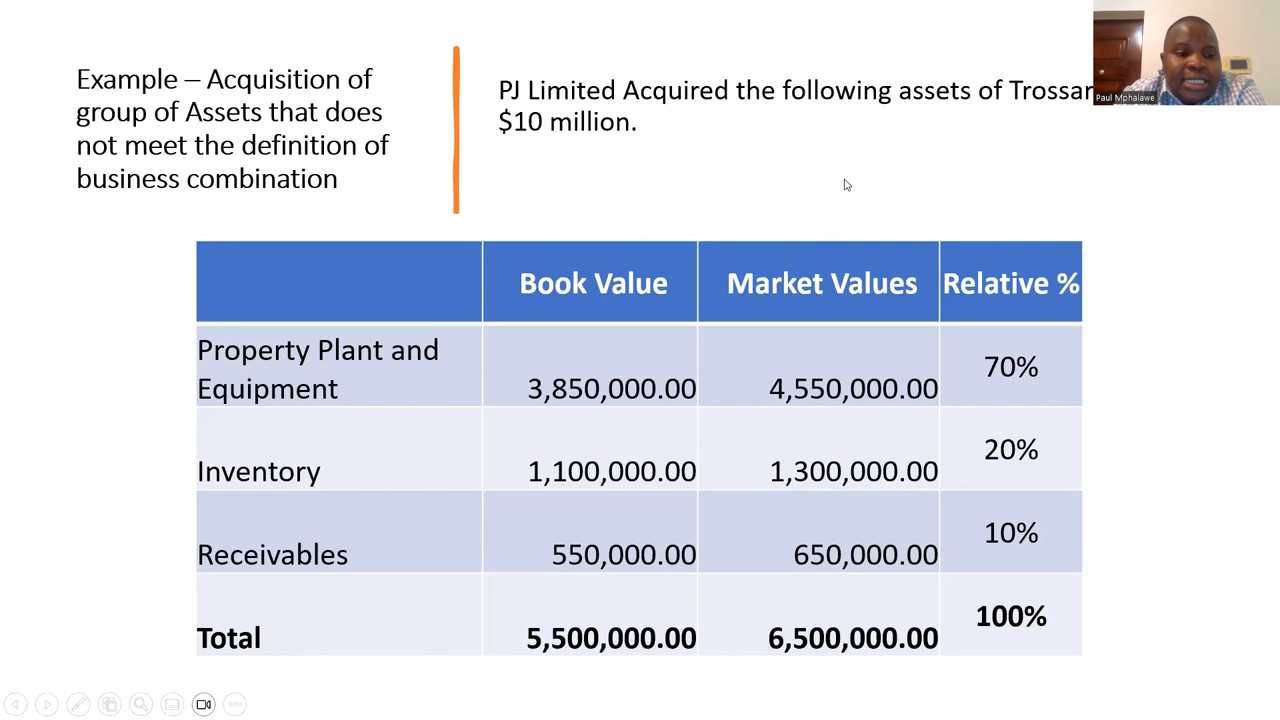 Example – Acquisition of
group of Assets that does
not meet the definition of
business combination
PJ Limited Acquired the following assets of
$10 million.
Paul Mphalawe
Book Value Market Values Relative %
Property Plant and
Equipment 3,850,000.00 4,550,000.00 70%
Inventory 1,100,000.00 1,300,000.00 20%
Receivables 550,000.00 650,000.00 10%
Total 5,500,000.00 6,500,000.00 100%